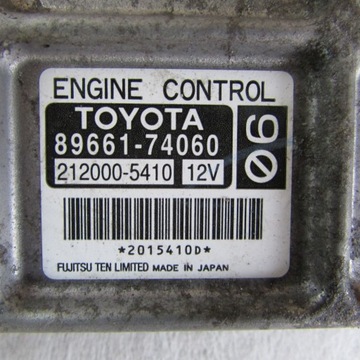 ENGINE CONTROL
TOYOTA
89661-74060
212000-5410 12V
06
*2015410D*
FUJITSU TEN LIMITED MADE IN JAPAN